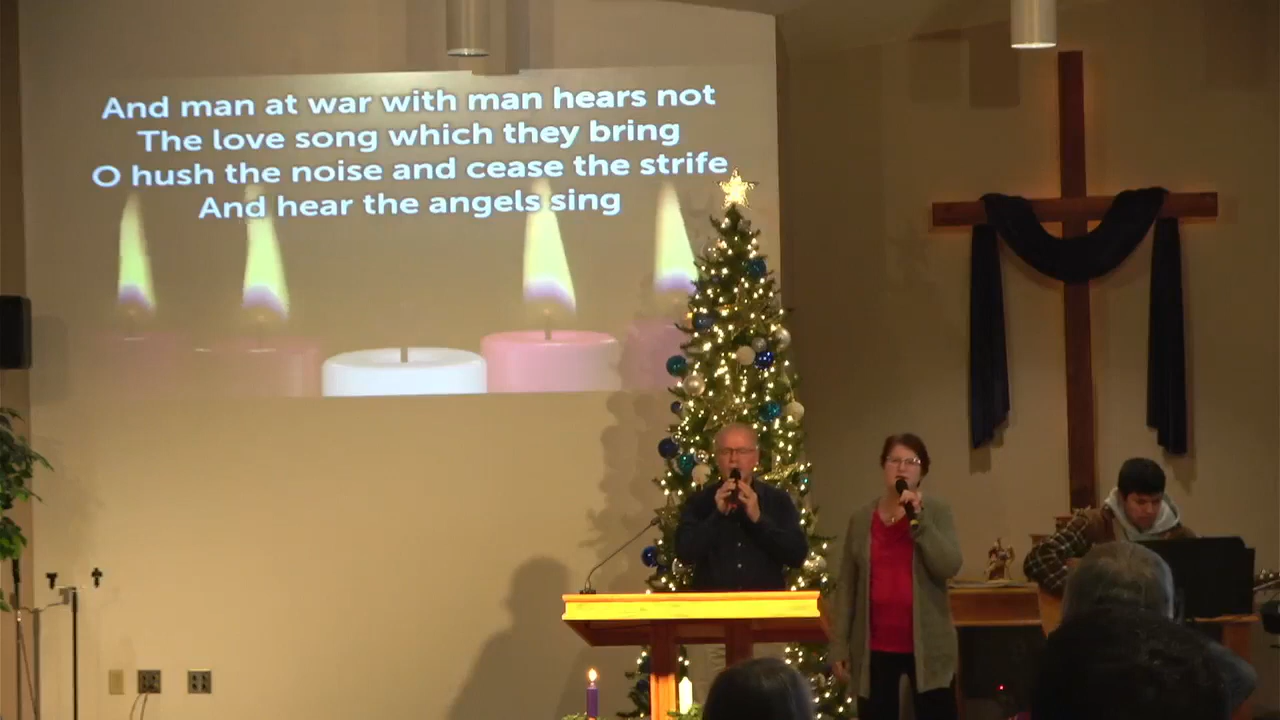 And man at war with man hears not
The love song which they bring
O hush the noise and cease the strife
And hear the angels sing